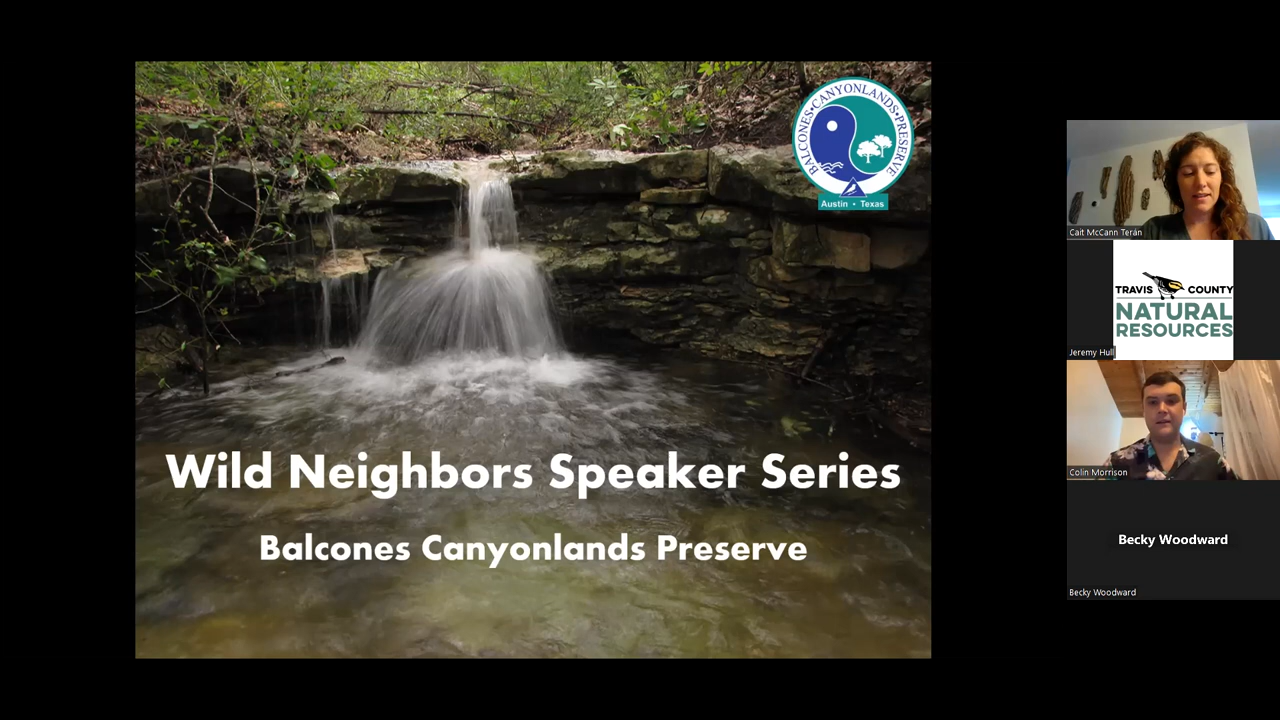 BALCONES•CANYONLANDS•PRESERVE
Austin • Texas
Wild Neighbors Speaker Series
Balcones Canyonlands Preserve
Cait McCann Terán
TRAVIS COUNTY
NATURAL
RESOURCES
Jeremy Hull
Colin Morrison
Becky Woodward
Becky Woodward